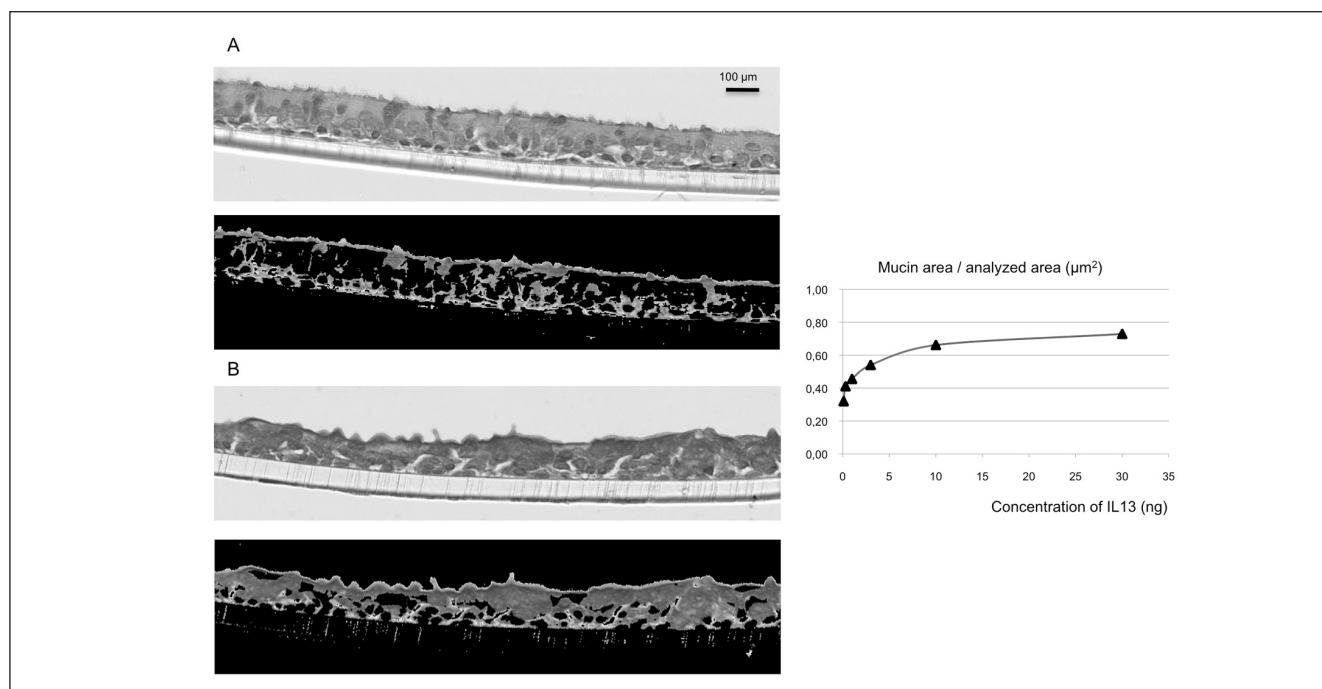 A
100 µm
B
Mucin area / analyzed area (µm²)
1,00
0,80
0,60
0,40
0,20
0,00
0 5 10 15 20 25 30 35
Concentration of IL13 (ng)